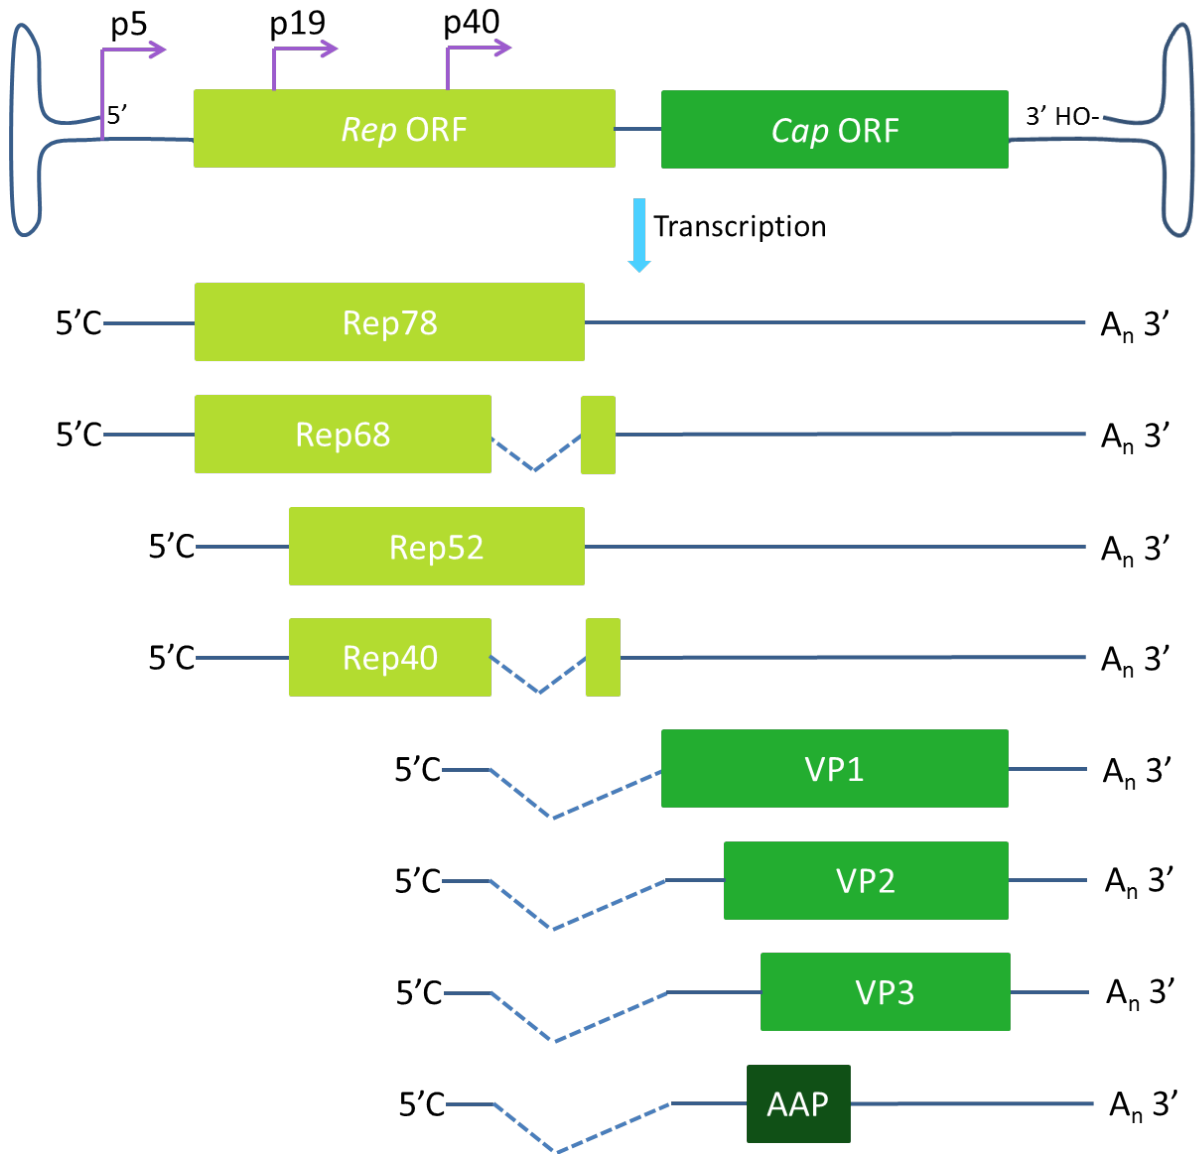 p5 p19 p40
5’ Rep ORF Cap ORF 3’ HO-
Transcription
5’C Rep78 An 3’
5’C Rep68 An 3’
5’C Rep52 An 3’
5’C Rep40 An 3’
5’C VP1 An 3’
5’C VP2 An 3’
5’C VP3 An 3’
5’C AAP An 3’